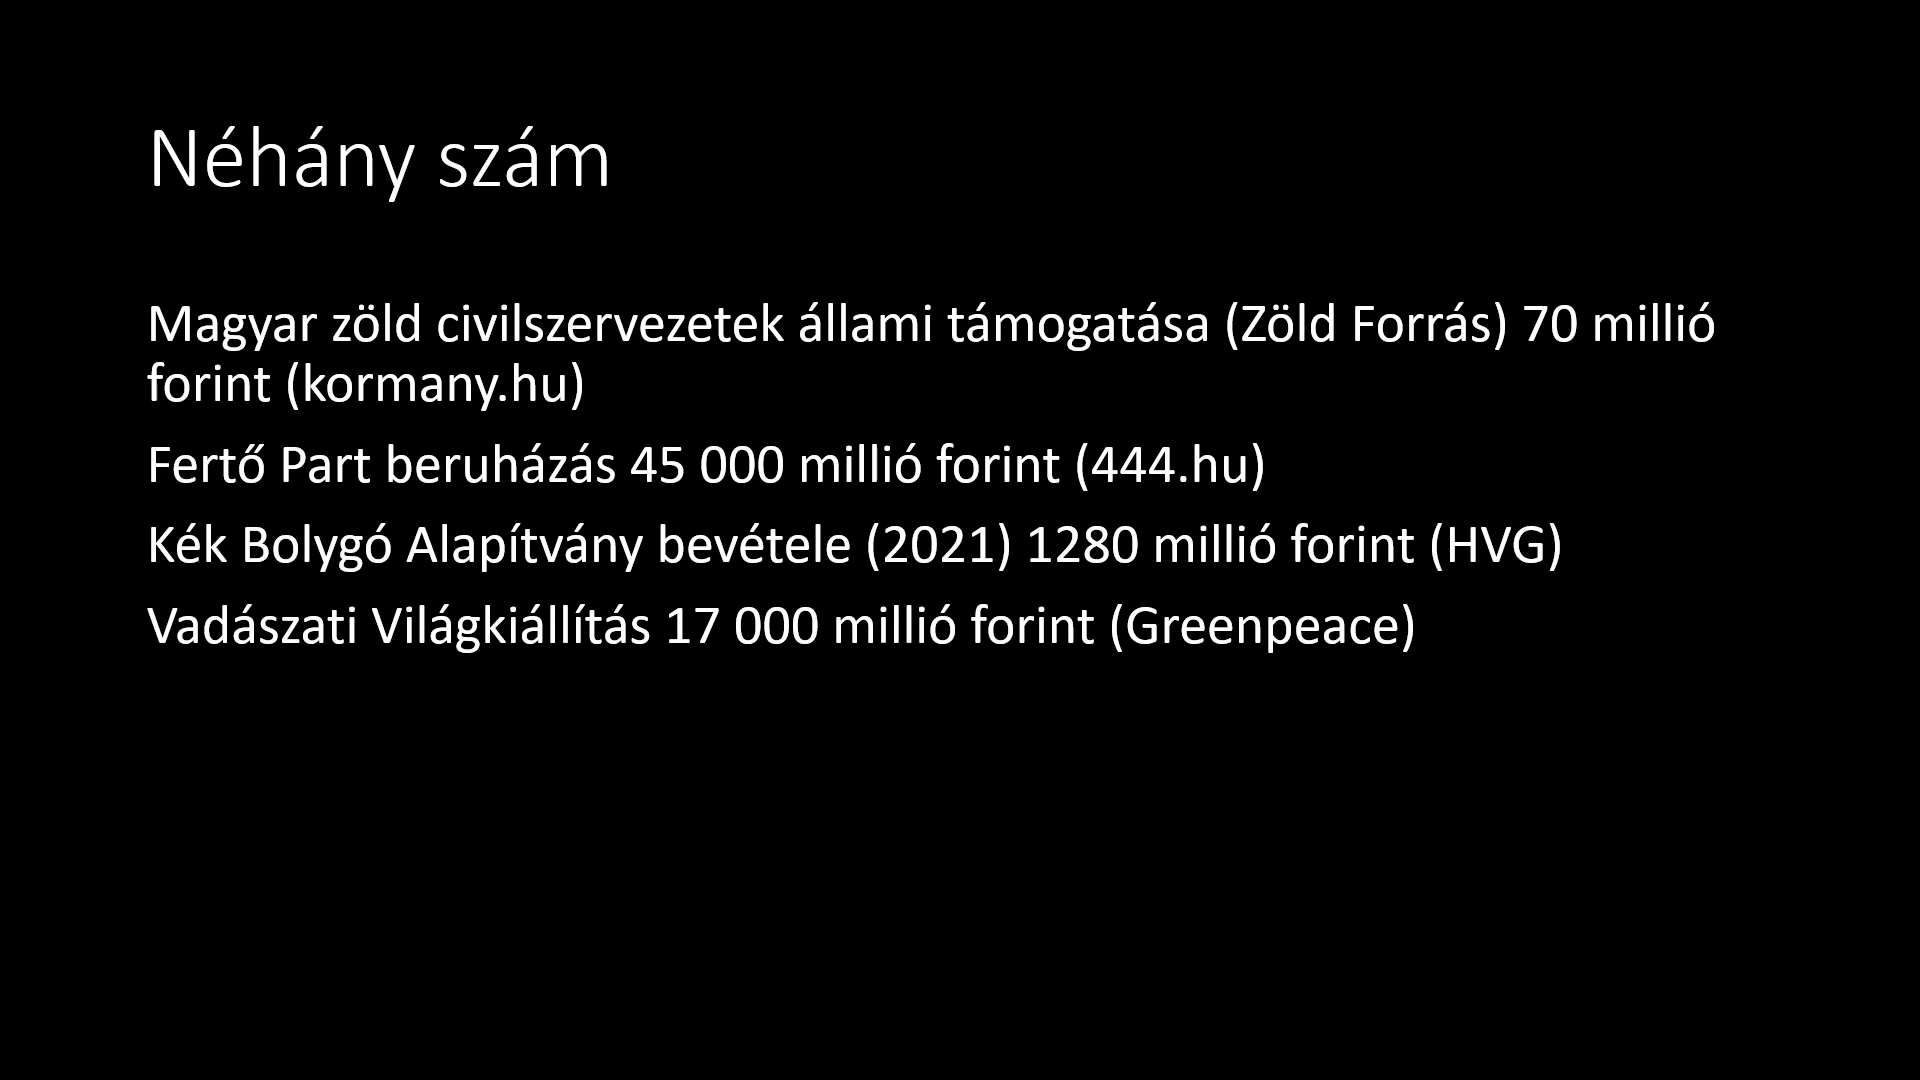 Néhány szám
Magyar zöld civilszervezetek állami támogatása (Zöld Forrás) 70 millió
forint (kormany.hu)
Fertő Part beruházás 45 000 millió forint (444.hu)
Kék Bolygó Alapítvány bevétele (2021) 1280 millió forint (HVG)
Vadászati Világkiállítás 17 000 millió forint (Greenpeace)